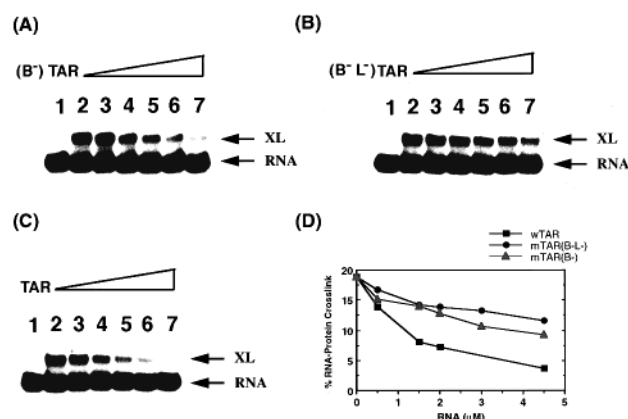 (A)
(B⁻) TAR
1 2 3 4 5 6 7
XL
RNA
(B)
(B⁻ L⁻) TAR
1 2 3 4 5 6 7
XL
RNA
(C)
TAR
1 2 3 4 5 6 7
XL
RNA
(D)
wTAR
mTAR(B-L-)
mTAR(B-)
% RNA-Protein Crosslink
20
15
10
5
0
0 1 2 3 4 5
RNA (μM)